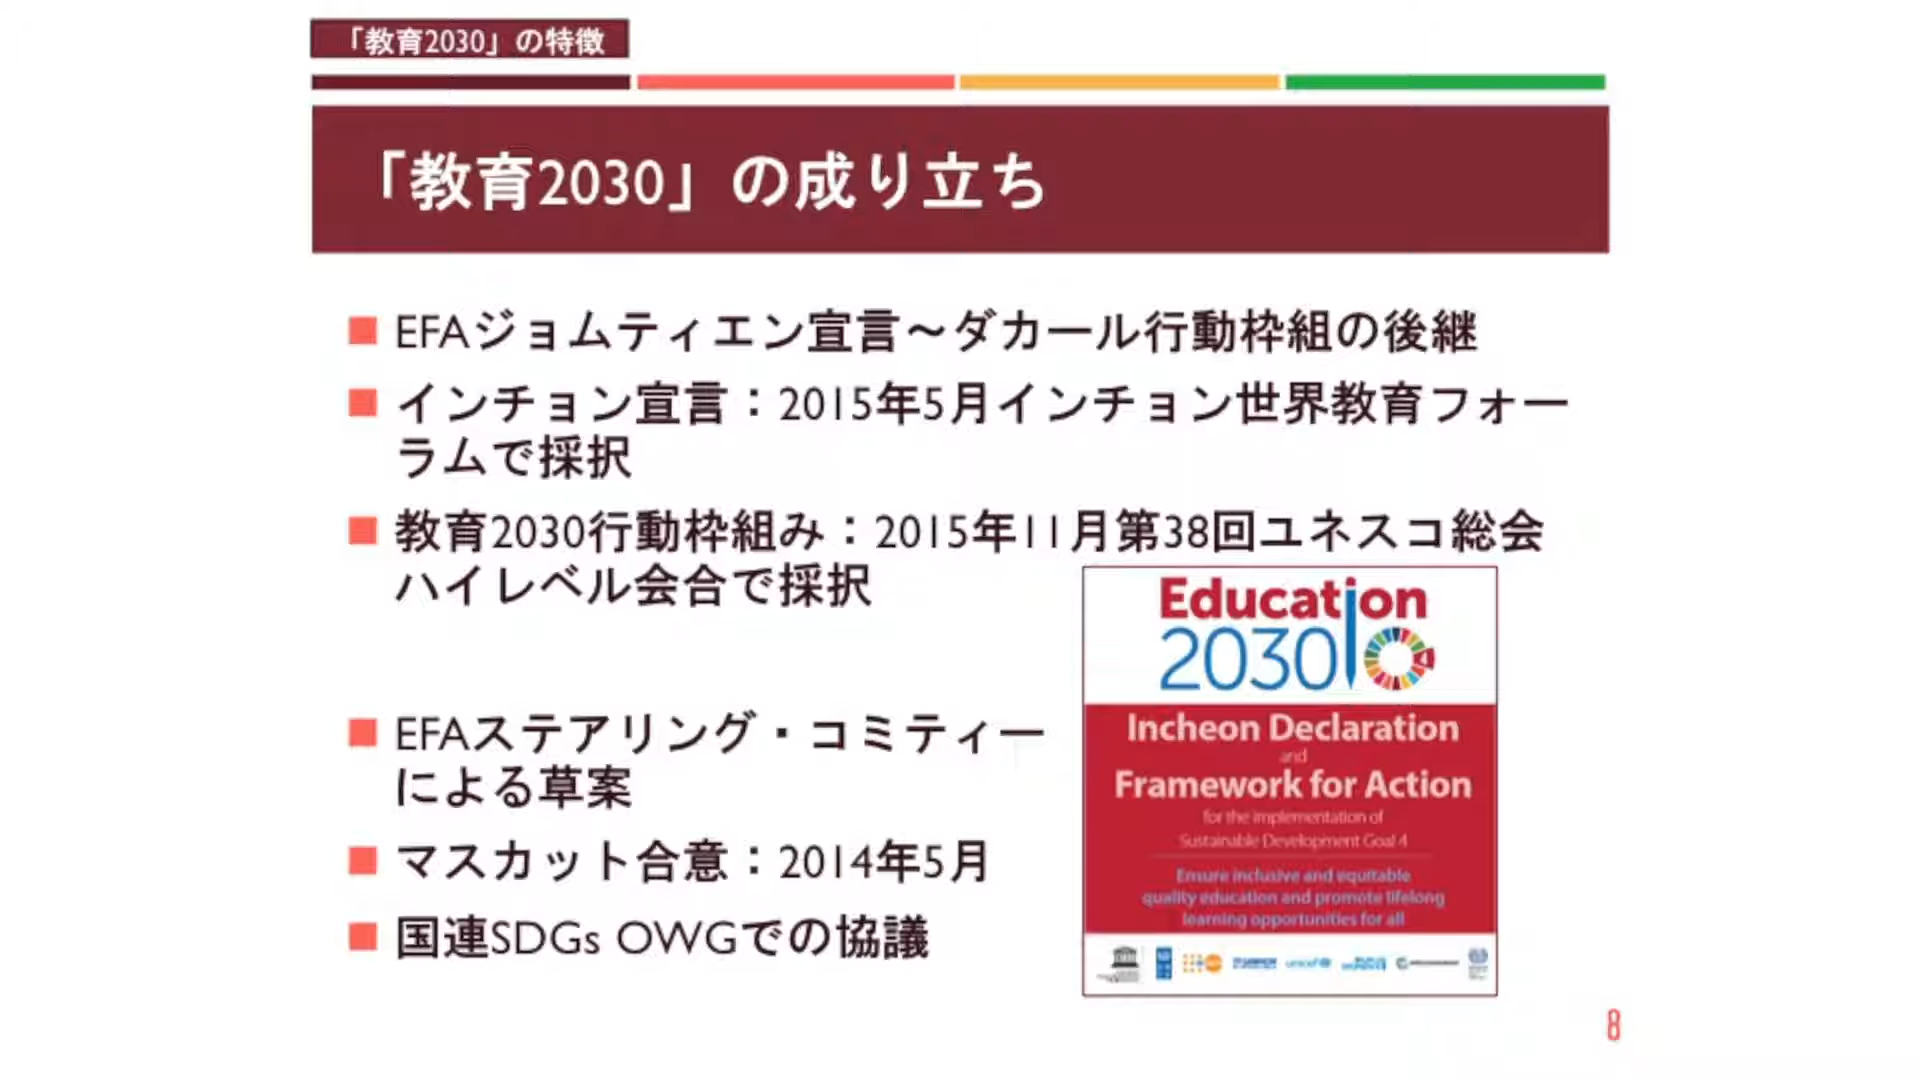 「教育2030」の特徴
「教育2030」の成り立ち
EFAジョムティエン宣言～ダカール行動枠組の後継
インチョン宣言：2015年5月インチョン世界教育フォー
ラムで採択
教育2030行動枠組み：2015年11月第38回ユネスコ総会
ハイレベル会合で採択
EFAステアリング・コミティー
による草案
マスカット合意：2014年5月
国連SDGs OWGでの協議
Education
2030
4
Incheon Declaration
and
Framework for Action
for the implementation of
Sustainable Development Goal 4
Ensure inclusive and equitable
quality education and promote lifelong
learning opportunities for all
unicef
8